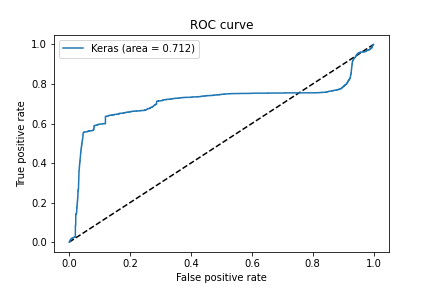 ROC curve
Keras (area = 0.712)
1.0
0.8
0.6
0.4
0.2
0.0
True positive rate
0.0 0.2 0.4 0.6 0.8 1.0
False positive rate